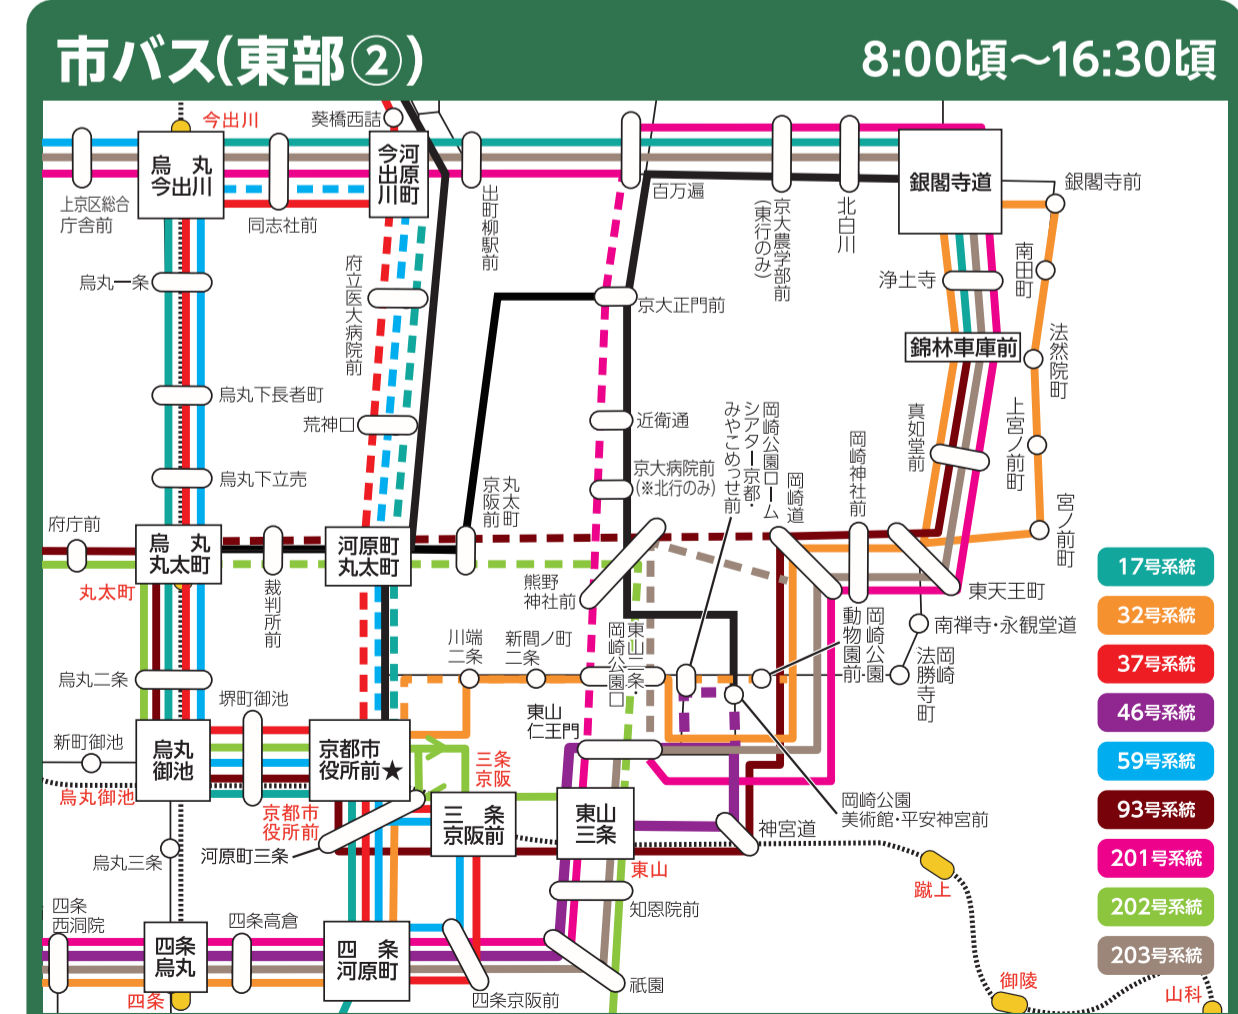 市バス(東部②)
8:00頃～16:30頃
今出川
葵橋西詰
烏丸
今出川
河原町
今出川
上京区総合
庁舎前
同志社前
出町柳駅前
百万遍
京大農学部前
(東行のみ)
北白川
銀閣寺道
銀閣寺前
烏丸一条
府立医大病院前
京大正門前
浄土寺
南田町
錦林車庫前
法然院町
烏丸下長者町
荒神口
近衛通
岡崎公園ローム
シアター京都・
みやこめっせ前
真如堂前
上宮ノ前町
烏丸下立売
京大病院前
(※北行のみ)
岡崎道
岡崎神社前
丸太町
京阪前
宮ノ前町
府庁前
烏丸
丸太町
河原町
丸太町
丸太町
裁判所前
熊野
神社前
東天王町
17号系統
32号系統
37号系統
46号系統
59号系統
93号系統
201号系統
202号系統
203号系統
川端
二条
新間ノ町
二条
東山二条・
岡崎公園口
岡崎公園
動物園前
南禅寺・永観堂道
岡崎
法勝寺町
烏丸二条
堺町御池
東山
仁王門
新町御池
烏丸
御池
京都市
役所前★
三条
京阪
烏丸御池
京都市
役所前
三条
京阪前
東山
三条
岡崎公園
美術館・平安神宮前
神宮道
河原町三条
烏丸三条
東山
蹴上
四条
西洞院
四条高倉
知恩院前
四条
烏丸
四条
河原町
四条
四条京阪前
祇園
御陵
山科